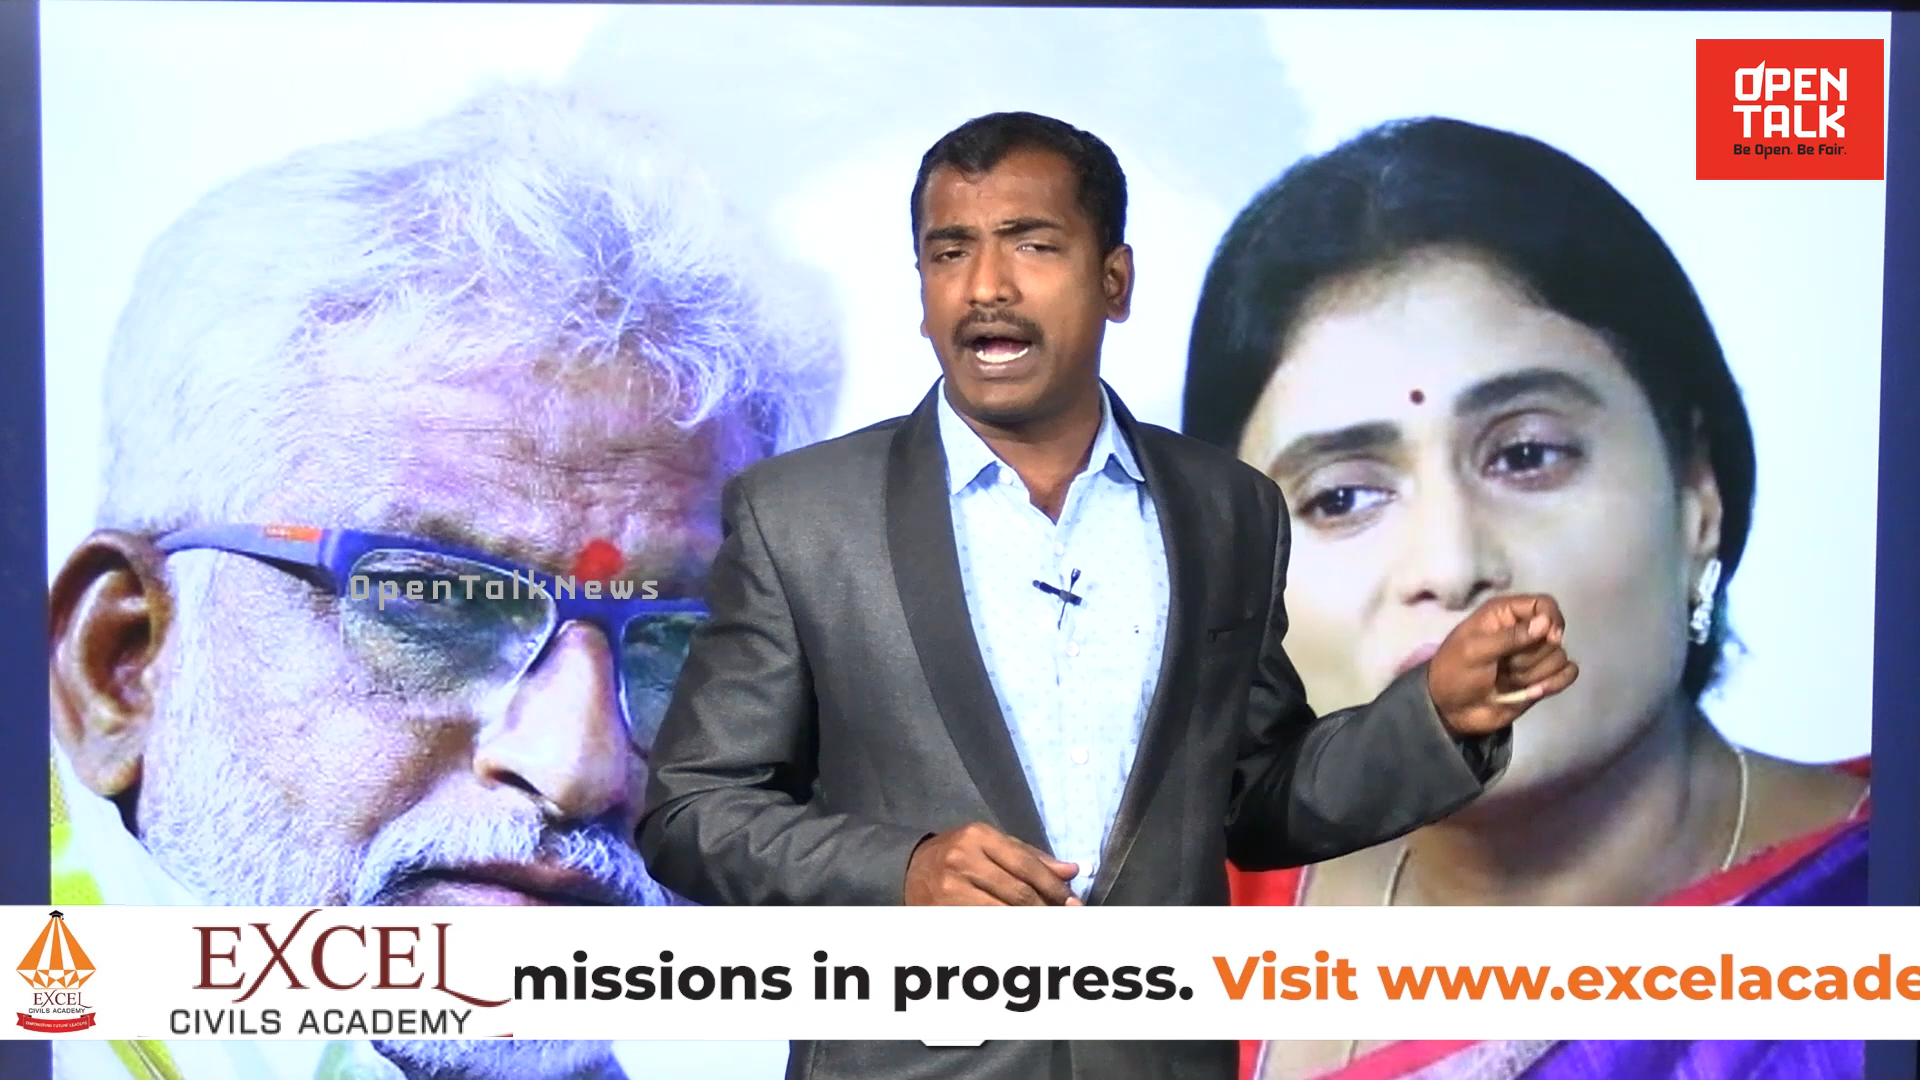 OPEN
TALK
Be Open. Be Fair.
OpenTalkNews
EXCEL
CIVILS ACADEMY
EXCEL
CIVILS ACADEMY
missions in progress. Visit www.excelacade